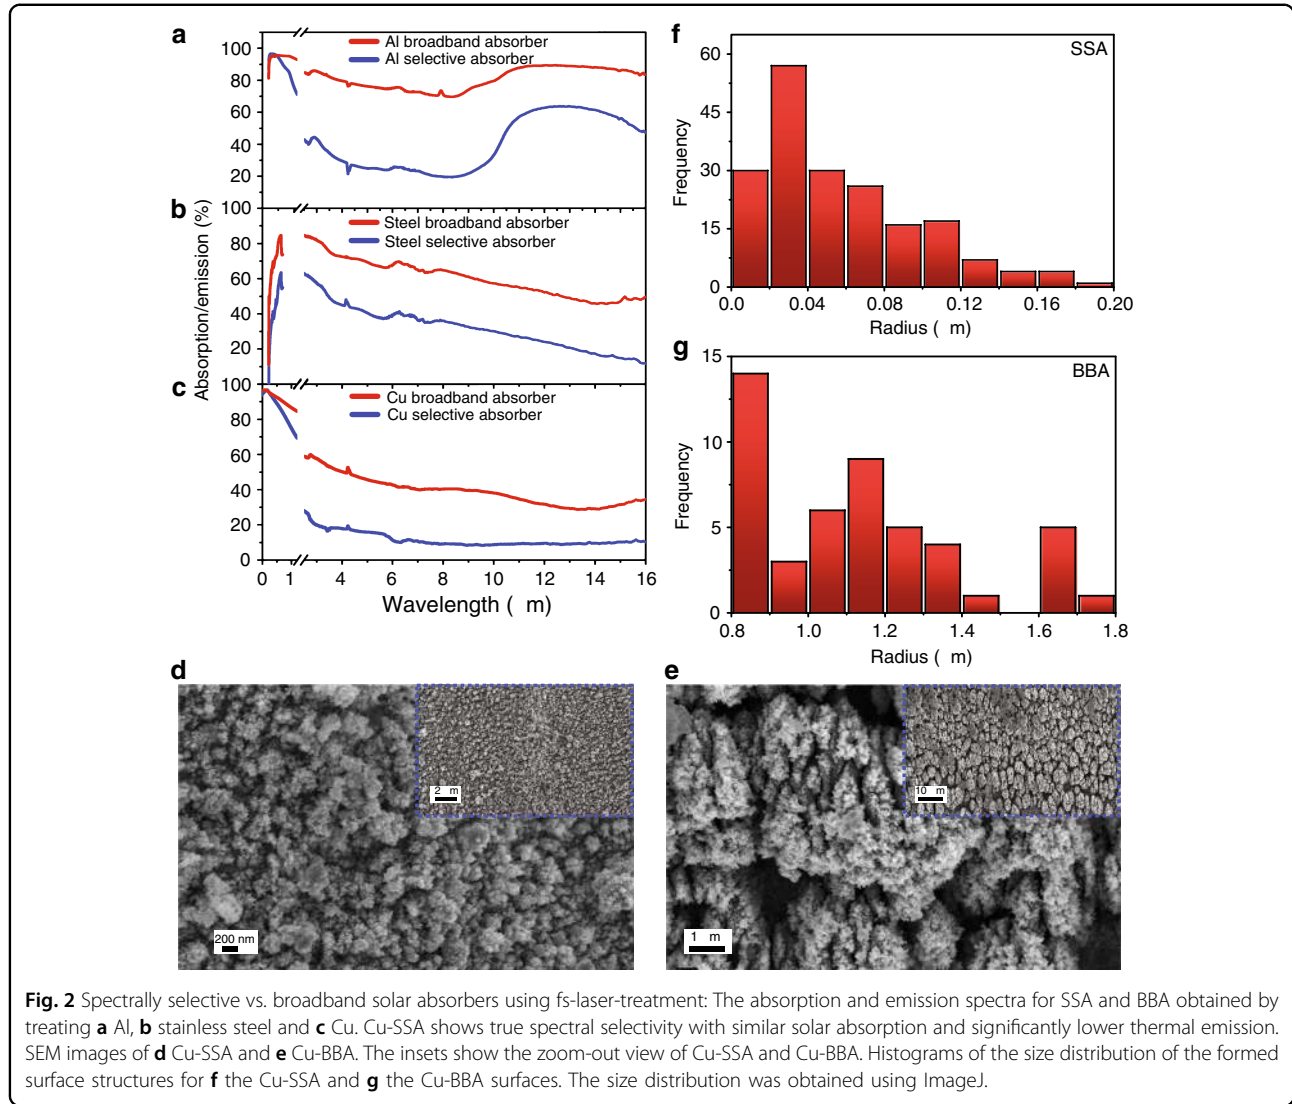 a
Al broadband absorber
Al selective absorber
100
80
60
40
20
b
Steel broadband absorber
Steel selective absorber
100
80
60
40
20
c
Cu broadband absorber
Cu selective absorber
100
80
60
40
20
0
Absorption/emission (%)
0 1 4 6 8 10 12 14 16
Wavelength ( m)
f
SSA
60
45
30
15
0
Frequency
0.0 0.04 0.08 0.12 0.16 0.20
Radius ( m)
g
BBA
15
10
5
0
Frequency
0.8 1.0 1.2 1.4 1.6 1.8
Radius ( m)
d
2 m
200 nm
e
10 m
1 m
Fig. 2 Spectrally selective vs. broadband solar absorbers using fs-laser-treatment: The absorption and emission spectra for SSA and BBA obtained by
treating a Al, b stainless steel and c Cu. Cu-SSA shows true spectral selectivity with similar solar absorption and significantly lower thermal emission.
SEM images of d Cu-SSA and e Cu-BBA. The insets show the zoom-out view of Cu-SSA and Cu-BBA. Histograms of the size distribution of the formed
surface structures for f the Cu-SSA and g the Cu-BBA surfaces. The size distribution was obtained using ImageJ.